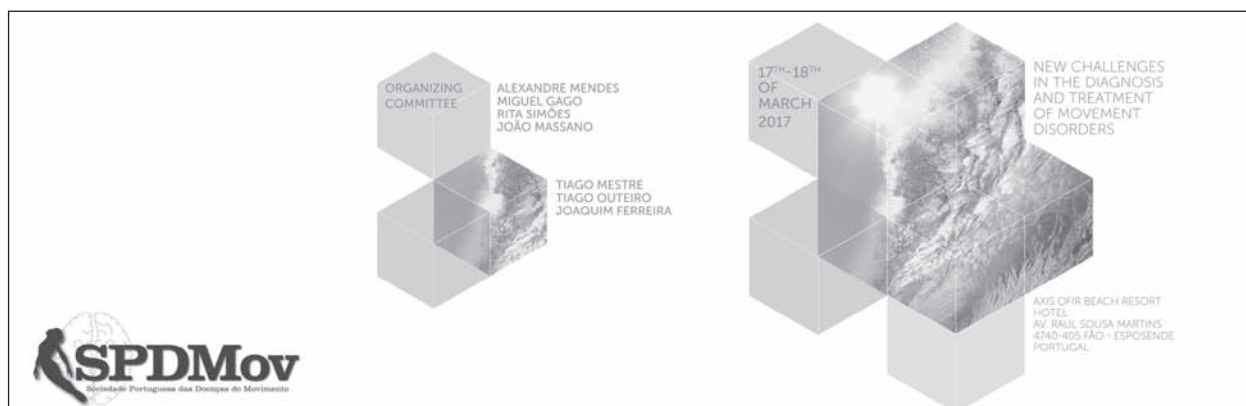 ORGANIZING
COMMITTEE
ALEXANDRE MENDES
MIGUEL GAGO
RITA SIMÕES
JOÃO MASSANO
TIAGO MESTRE
TIAGO OUTEIRO
JOAQUIM FERREIRA
17TH-18TH
OF
MARCH
2017
NEW CHALLENGES
IN THE DIAGNOSIS
AND TREATMENT
OF MOVEMENT
DISORDERS
AXIS OFIR BEACH RESORT
HOTEL
AV. RAUL SOUSA MARTINS
4740-405 FÃO - ESPOSENDE
PORTUGAL
SPDMov
Sociedade Portuguesa das Doenças do Movimento